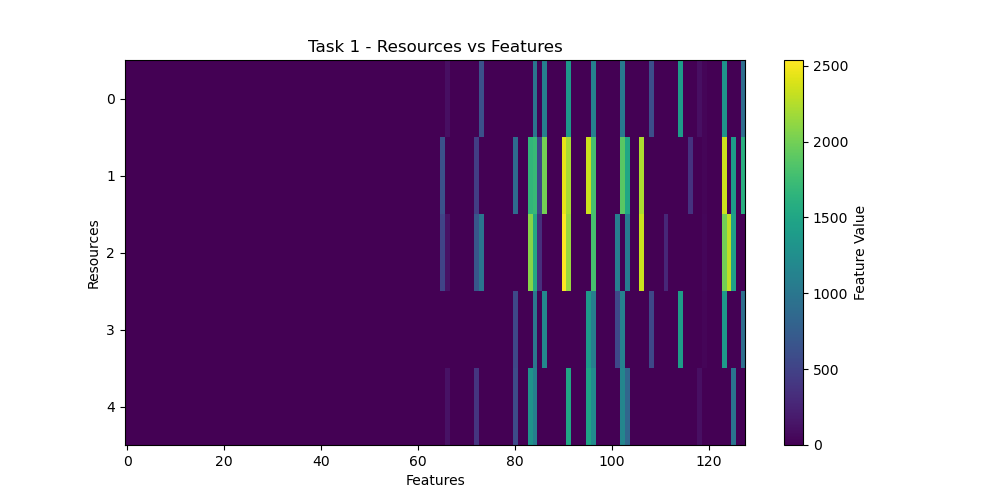 Task 1 - Resources vs Features
Resources
0
1
2
3
4
0 20 40 60 80 100 120
Features
2500
2000
1500
1000
500
0
Feature Value